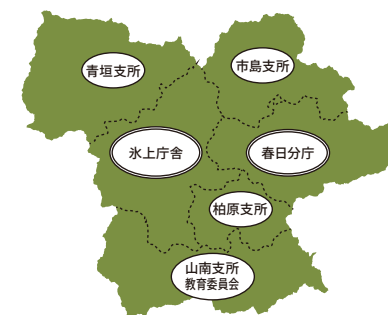 青垣支所
市島支所
氷上庁舎
春日分庁
柏原支所
山南支所
教育委員会